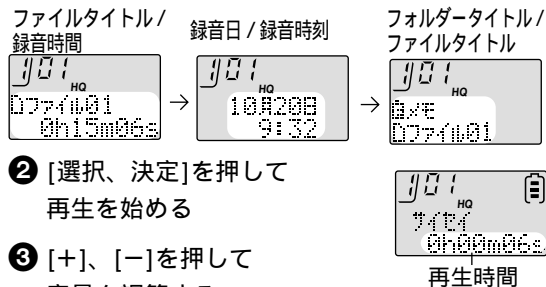 ファイルタイトル /
録音時間
録音日 / 録音時刻
フォルダータイトル /
ファイルタイトル
01
HQ
ファイル01
0h15m06s
→
01
HQ
10月20日
9:32
→
01
HQ
メモ
ファイル01
❷ [選択、決定]を押して
再生を始める
01
HQ
サイセイ
0h00m06s
再生時間
❸ [+]、[−]を押して